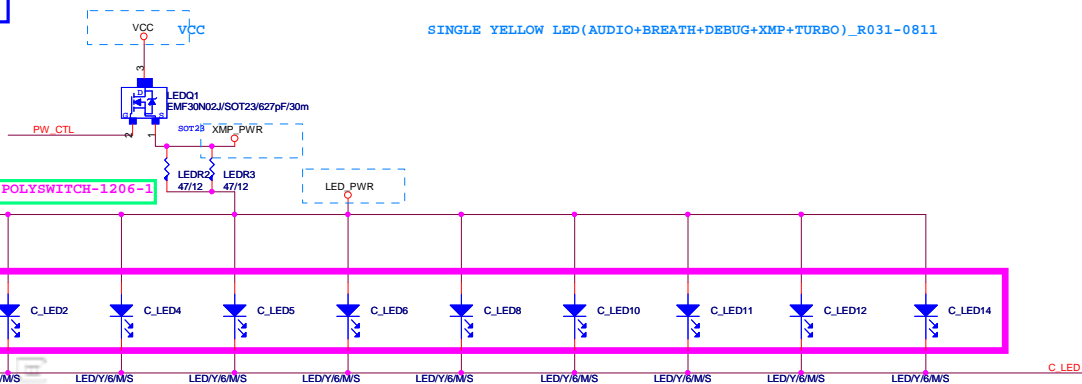 VCC
VCC
SINGLE YELLOW LED(AUDIO+BREATH+DEBUG+XMP+TURBO)_R031-0811
3
D
LEDQ1
EMF30N02J/SOT23/627pF/30m
G
S
PW_CTL
2
1
SOT23
XMP_PWR
LEDR2
47/12
LEDR3
47/12
POLYSWITCH-1206-1
LED_PWR
C_LED2
C_LED4
C_LED5
C_LED6
C_LED8
C_LED10
C_LED11
C_LED12
C_LED14
C_LED
/M/S
LED/Y/6/M/S
LED/Y/6/M/S
LED/Y/6/M/S
LED/Y/6/M/S
LED/Y/6/M/S
LED/Y/6/M/S
LED/Y/6/M/S
LED/Y/6/M/S